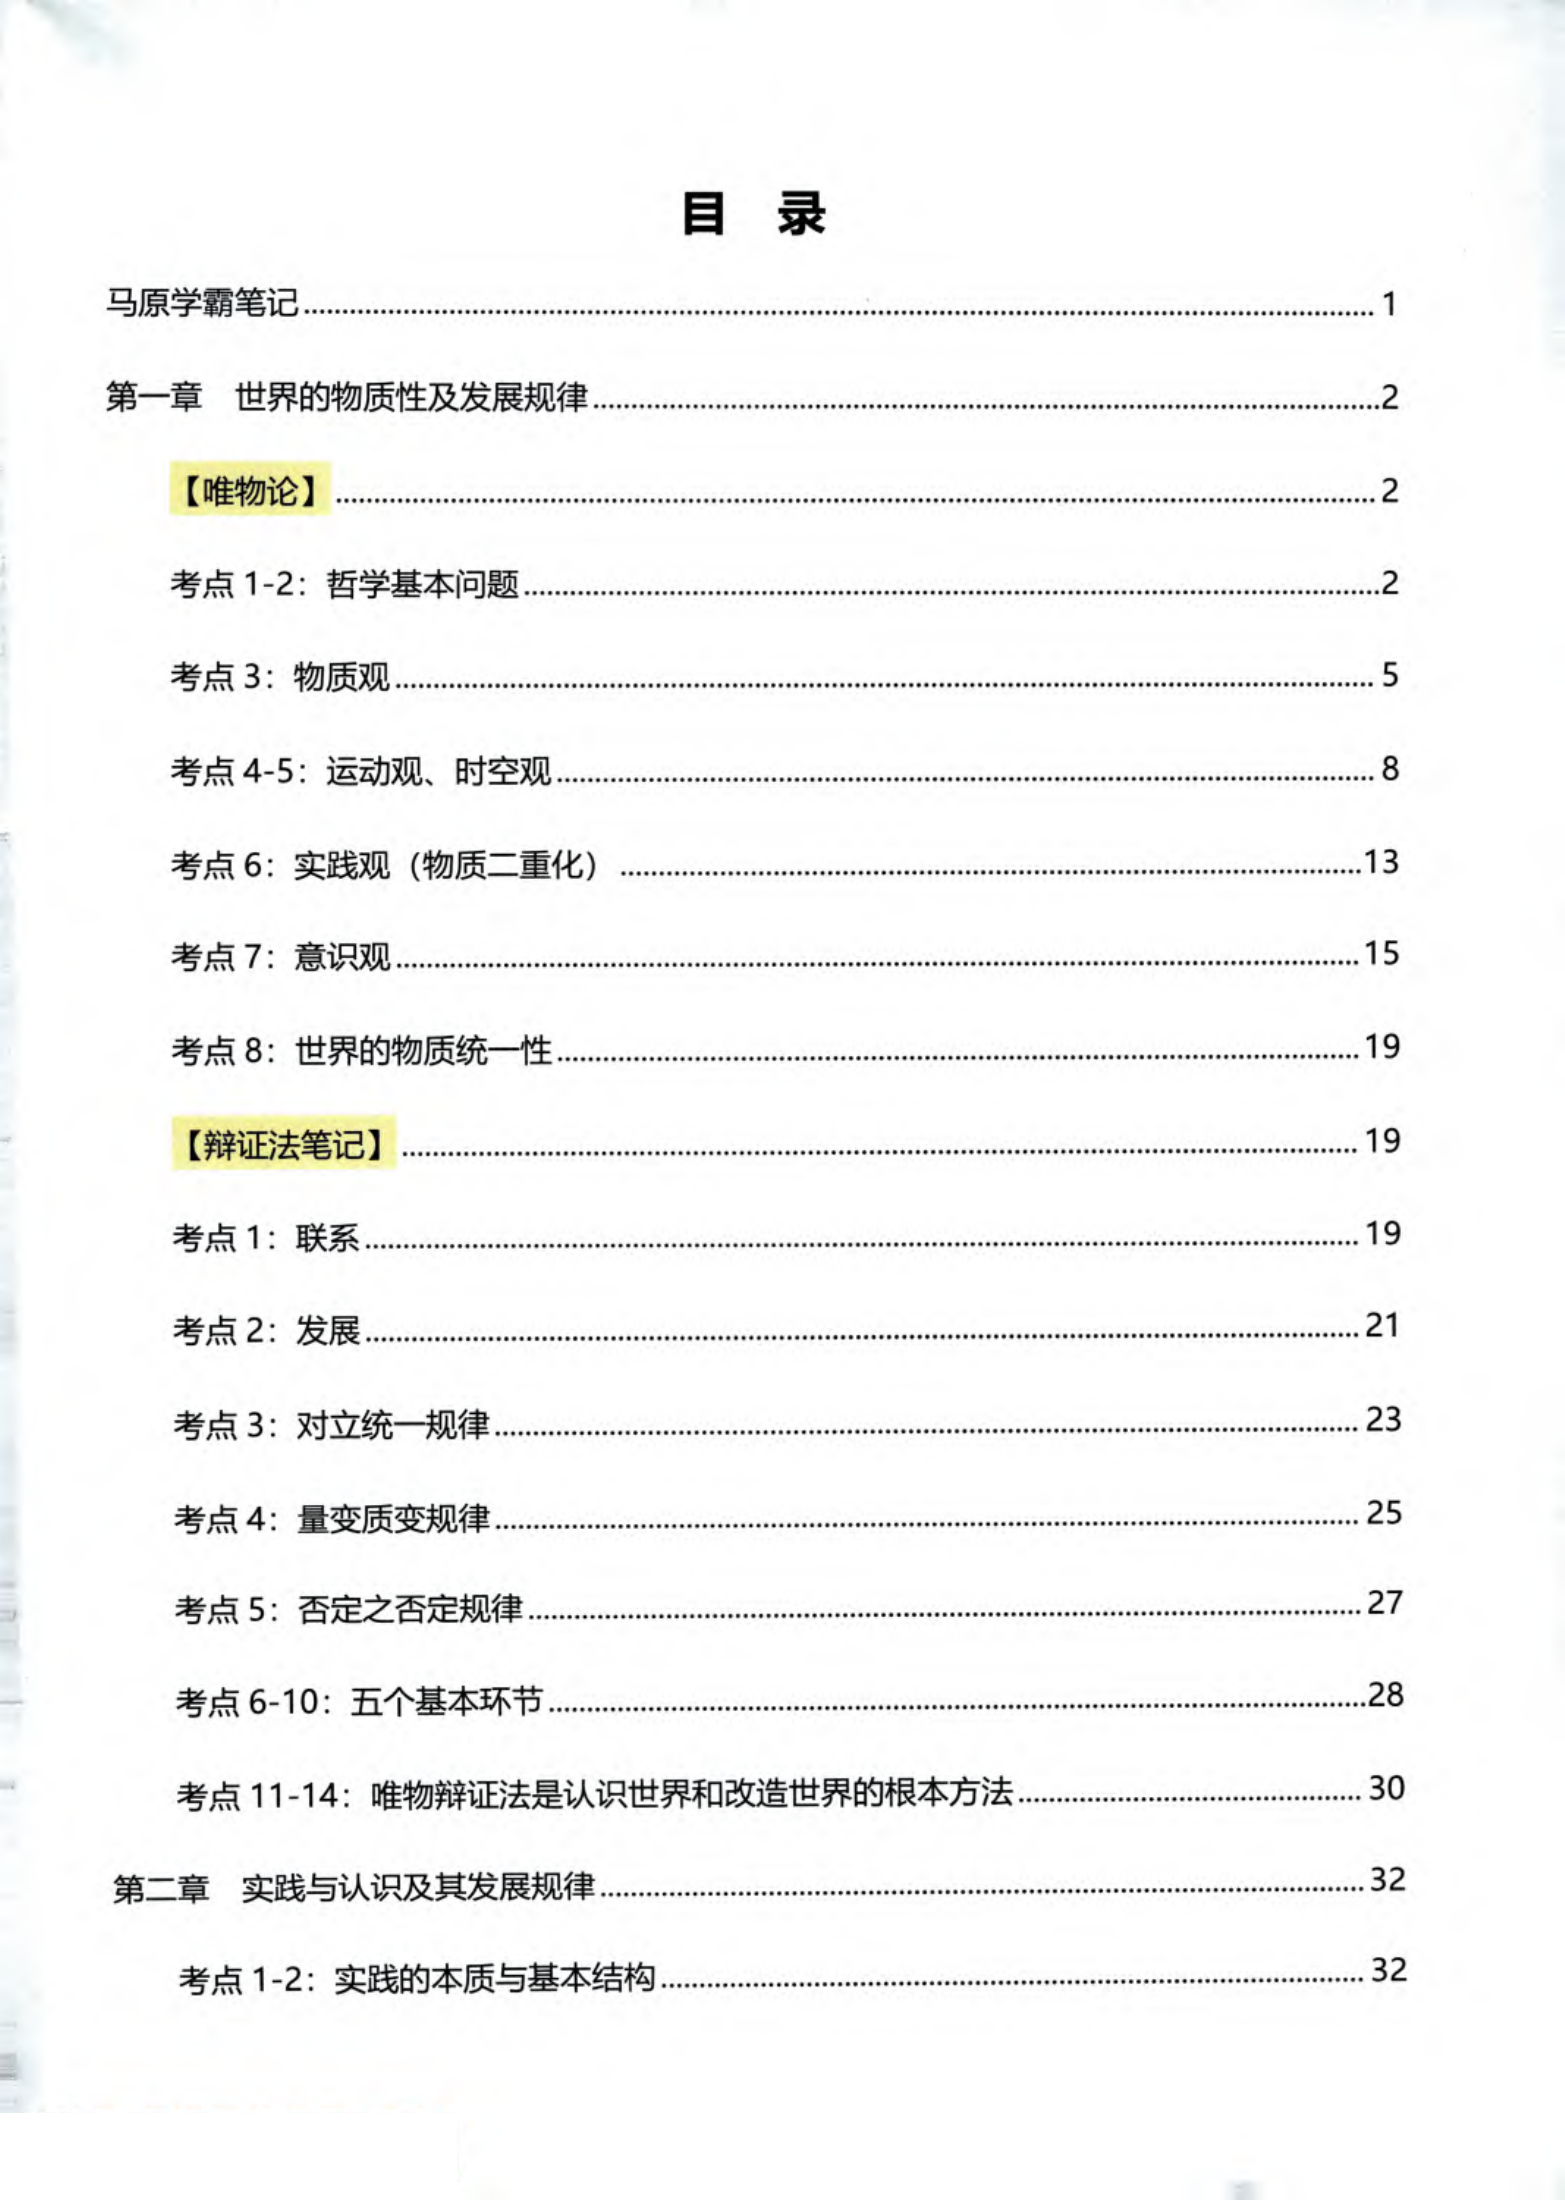 目 录
马原学霸笔记........................1
第一章 世界的物质性及发展规律........................2
【唯物论】........................2
考点 1-2：哲学基本问题........................2
考点 3：物质观........................5
考点 4-5：运动观、时空观........................8
考点 6：实践观（物质二重化）........................13
考点 7：意识观........................15
考点 8：世界的物质统一性........................19
【辩证法笔记】........................19
考点 1：联系........................19
考点 2：发展........................21
考点 3：对立统一规律........................23
考点 4：量变质变规律........................25
考点 5：否定之否定规律........................27
考点 6-10：五个基本环节........................28
考点 11-14：唯物辩证法是认识世界和改造世界的根本方法........................30
第二章 实践与认识及其发展规律........................32
考点 1-2：实践的本质与基本结构........................32